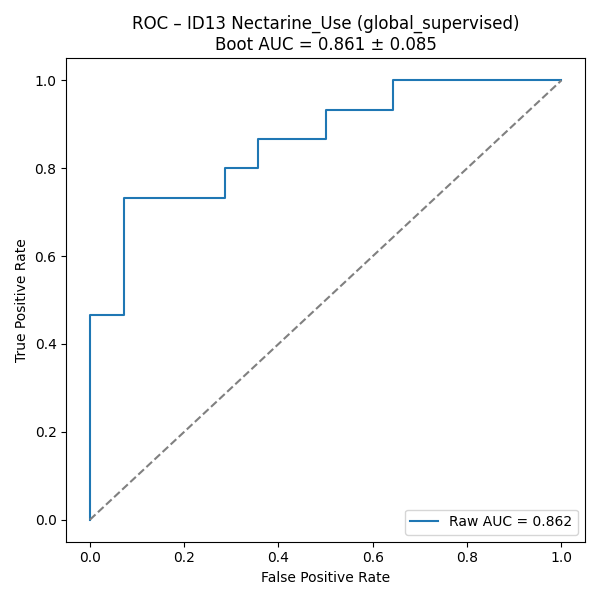 ROC – ID13 Nectarine_Use (global_supervised)
Boot AUC = 0.861 ± 0.085
True Positive Rate
1.0
0.8
0.6
0.4
0.2
0.0
Raw AUC = 0.862
0.0 0.2 0.4 0.6 0.8 1.0
False Positive Rate